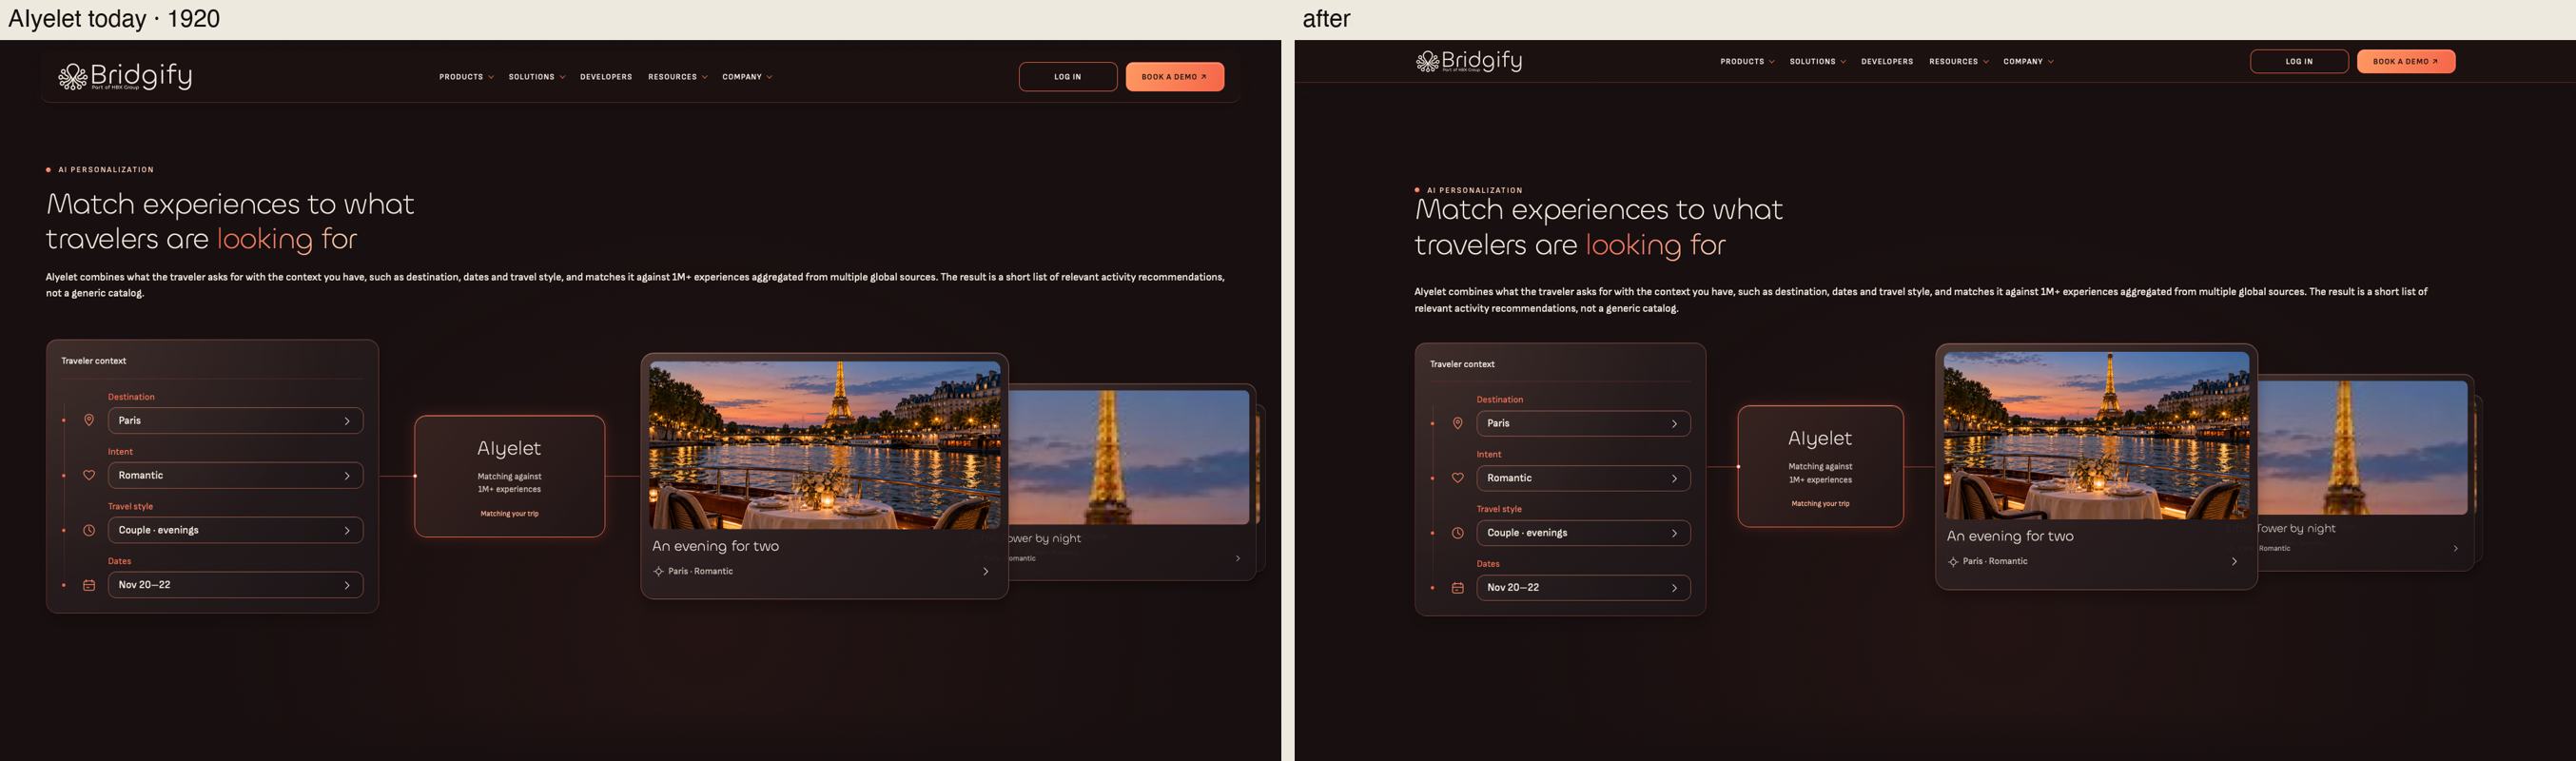 Alyelet today · 1920
Bridgify
Part of HBX Group
PRODUCTS
SOLUTIONS
DEVELOPERS
RESOURCES
COMPANY
LOG IN
BOOK A DEMO
AI PERSONALIZATION
Match experiences to what
travelers are looking for
Alyelet combines what the traveler asks for with the context you have, such as destination, dates and travel style, and matches it against 1M+ experiences aggregated from multiple global sources. The result is a short list of relevant activity recommendations,
not a generic catalog.
Traveler context
Destination
Paris
Intent
Romantic
Travel style
Couple · evenings
Dates
Nov 20–22
Alyelet
Matching against
1M+ experiences
Matching your trip
An evening for two
Paris · Romantic
ower by night
omantic
after
Bridgify
Part of HBX Group
PRODUCTS
SOLUTIONS
DEVELOPERS
RESOURCES
COMPANY
LOG IN
BOOK A DEMO
AI PERSONALIZATION
Match experiences to what
travelers are looking for
Alyelet combines what the traveler asks for with the context you have, such as destination, dates and travel style, and matches it against 1M+ experiences aggregated from multiple global sources. The result is a short list of
relevant activity recommendations, not a generic catalog.
Traveler context
Destination
Paris
Intent
Romantic
Travel style
Couple · evenings
Dates
Nov 20–22
Alyelet
Matching against
1M+ experiences
Matching your trip
An evening for two
Paris · Romantic
Tower by night
Romantic